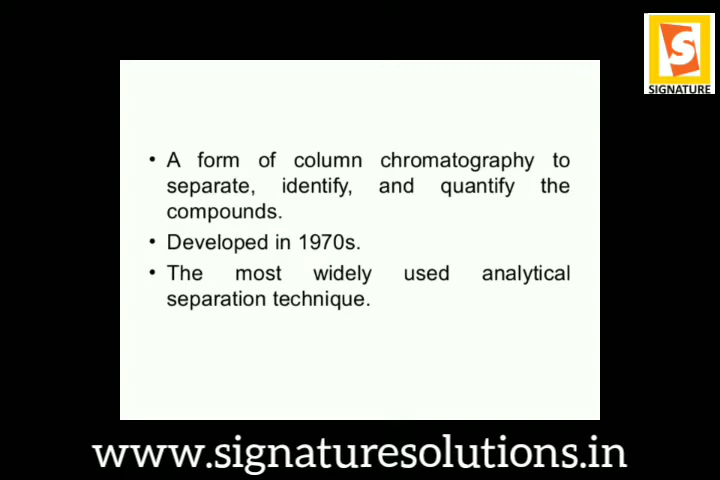 SIGNATURE
• A form of column chromatography to
separate, identify, and quantify the
compounds.
• Developed in 1970s.
• The most widely used analytical
separation technique.
www.signaturesolutions.in